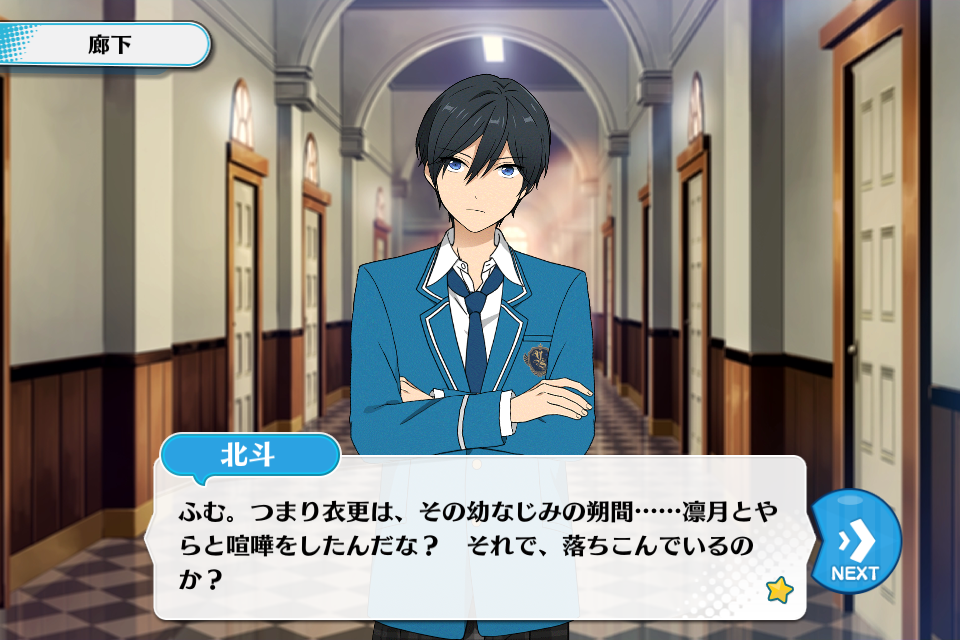 廊下
北斗
ふむ。つまり衣更は、その幼なじみの朔間……凛月とや
らと喧嘩をしたんだな？　それで、落ちこんでいるの
か？
NEXT